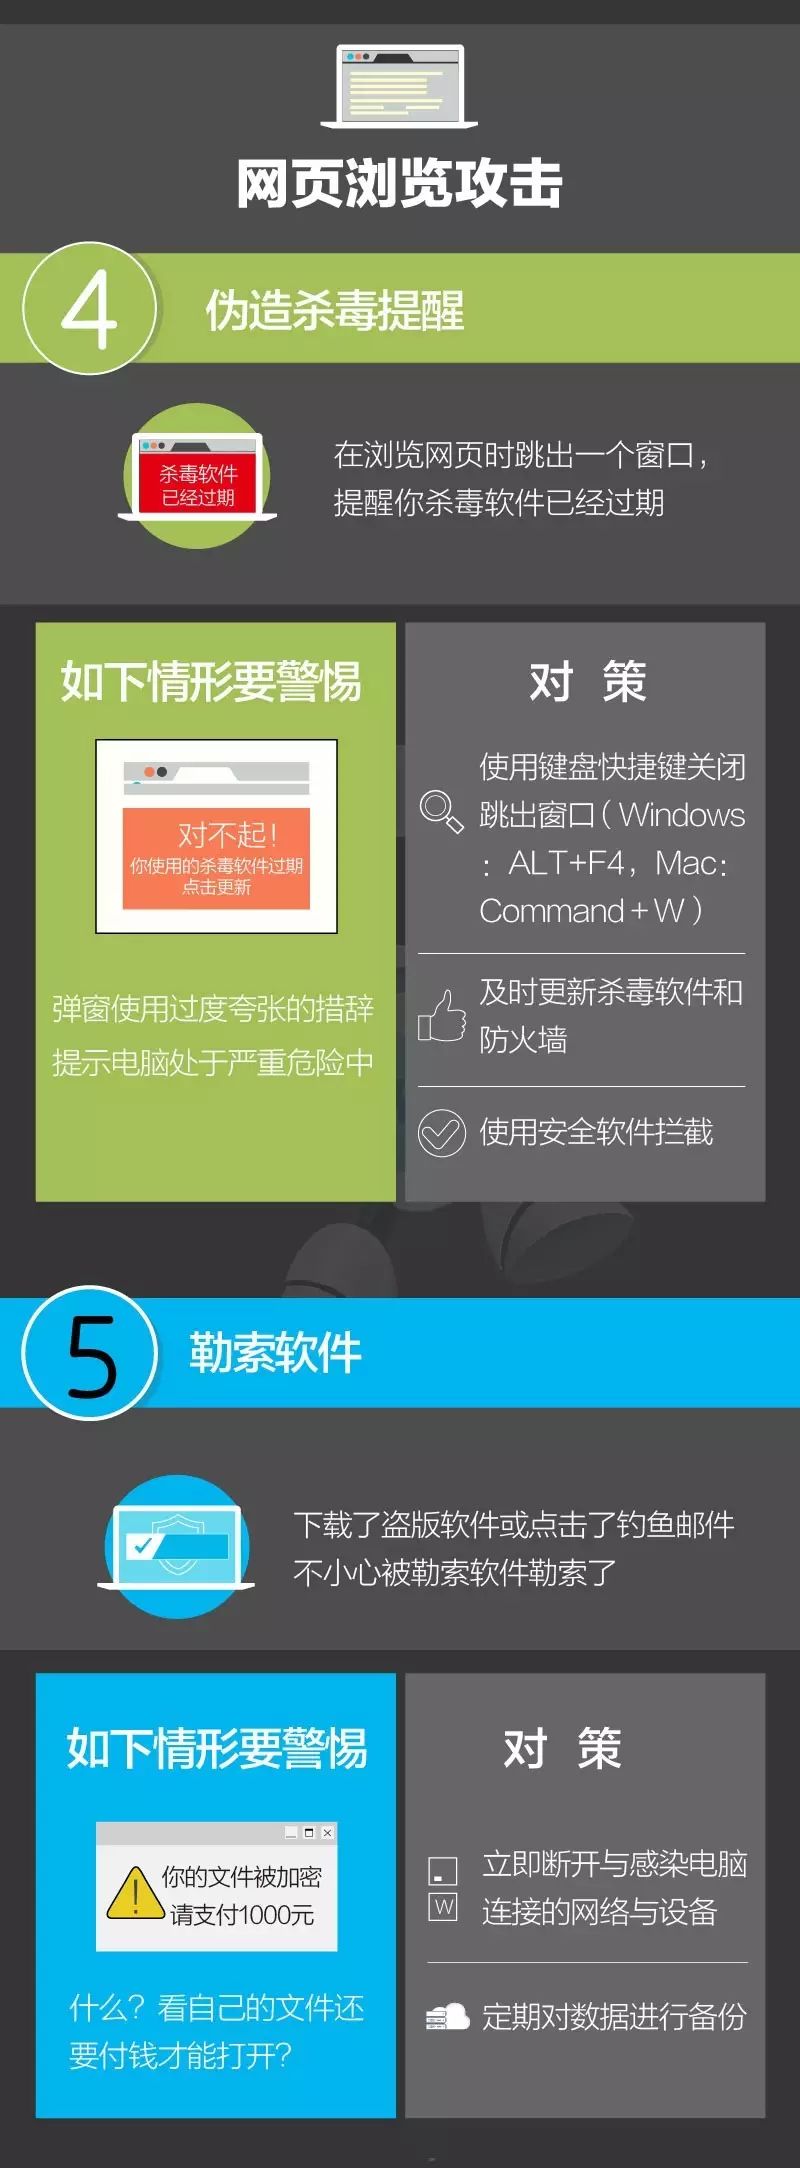 网页浏览攻击
4
伪造杀毒提醒
杀毒软件
已经过期
在浏览网页时跳出一个窗口，
提醒你杀毒软件已经过期
如下情形要警惕
对不起！
你使用的杀毒软件过期
点击更新
弹窗使用过度夸张的措辞
提示电脑处于严重危险中
对 策
使用键盘快捷键关闭
跳出窗口（Windows
：ALT+F4，Mac：
Command＋W）
及时更新杀毒软件和
防火墙
使用安全软件拦截
5
勒索软件
下载了盗版软件或点击了钓鱼邮件
不小心被勒索软件勒索了
如下情形要警惕
你的文件被加密
请支付1000元
什么？看自己的文件还
要付钱才能打开？
对 策
立即断开与感染电脑
W
连接的网络与设备
定期对数据进行备份